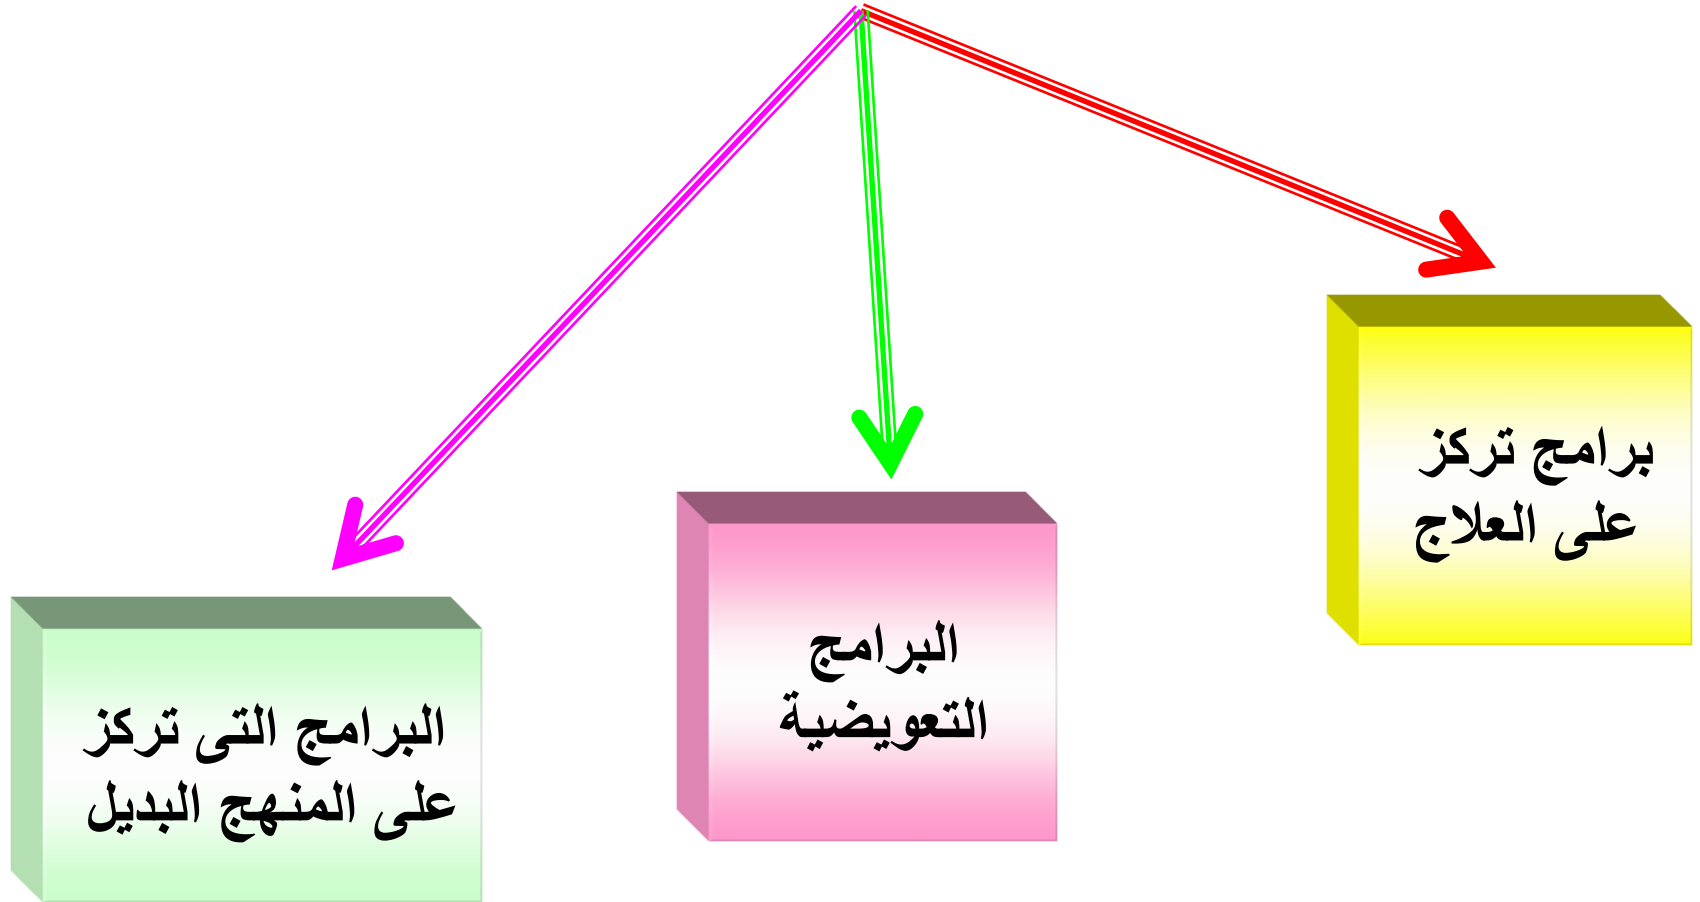 برامج تركز
على العلاج
البرامج
التعويضية
البرامج التى تركز
على المنهج البديل